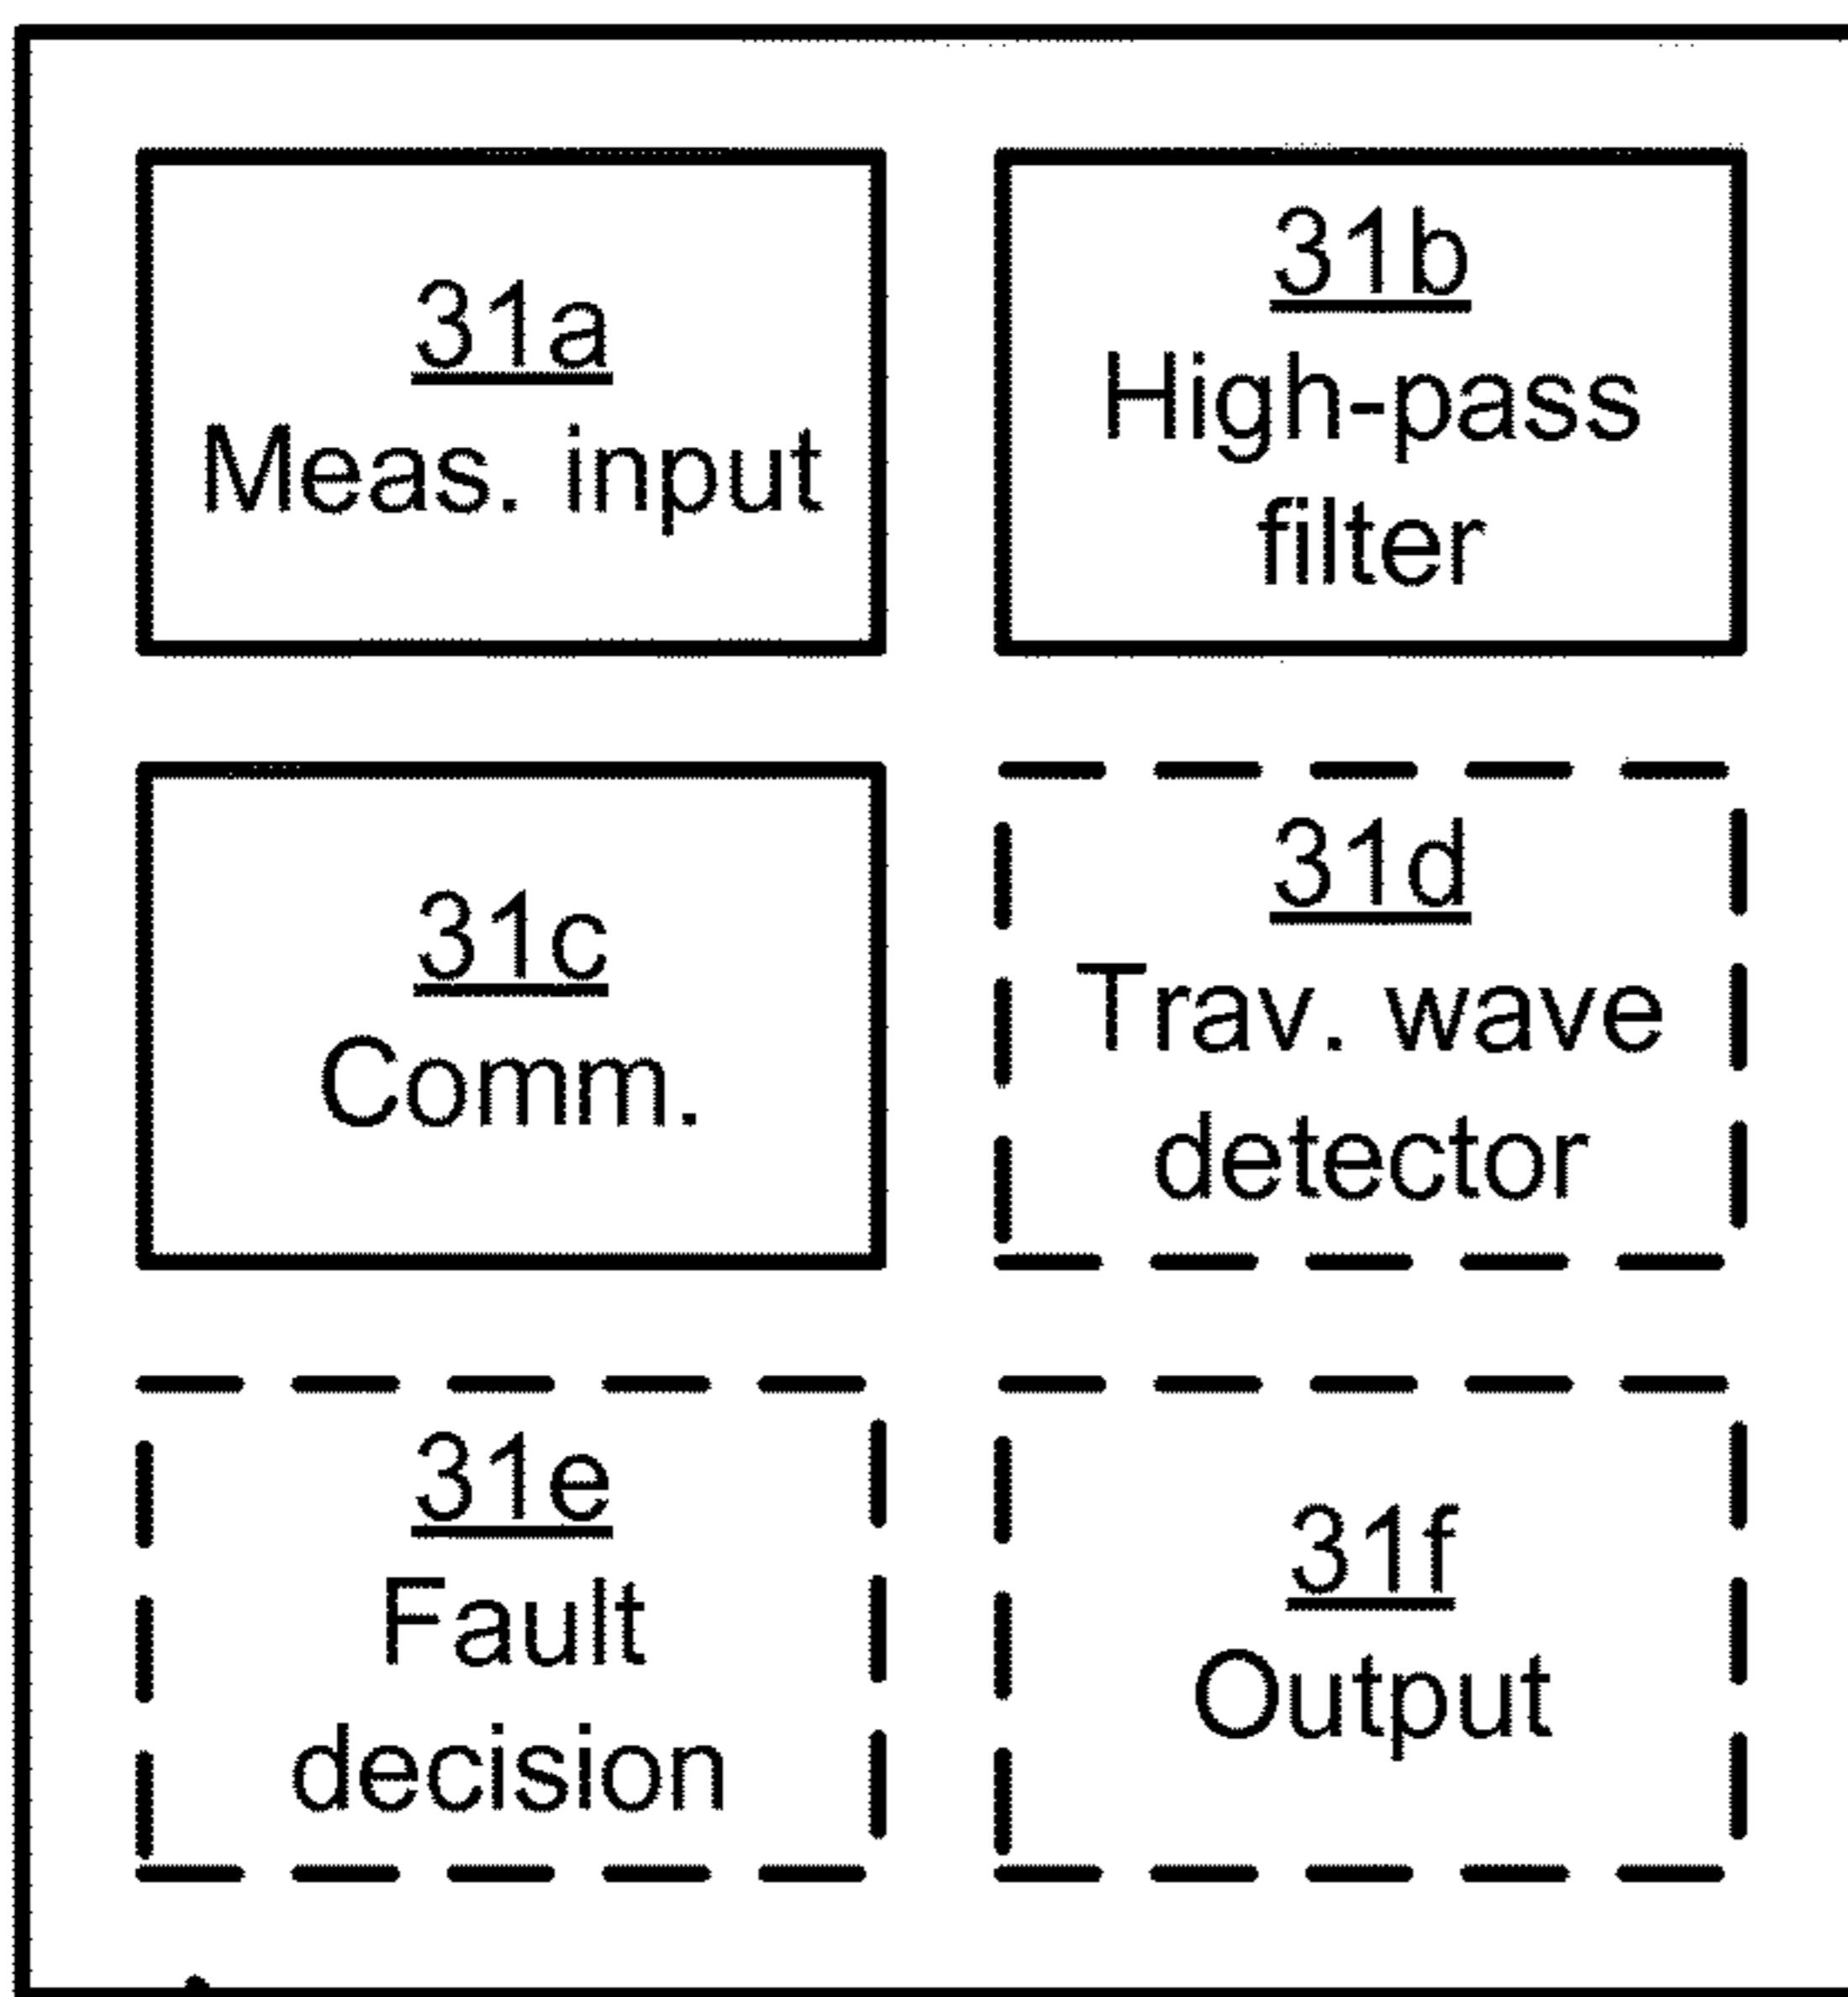 31a
Meas. input
31b
High-pass
filter
31c
Comm.
31d
Trav. wave
detector
31e
Fault
decision
31f
Output